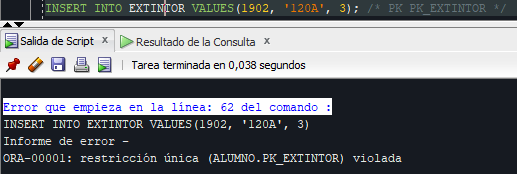 INSERT INTO EXTINTOR VALUES(1902, '120A', 3); /* PK PK_EXTINTOR */
Salida de Script x Resultado de la Consulta x
Tarea terminada en 0,038 segundos
Error que empieza en la línea: 62 del comando :
INSERT INTO EXTINTOR VALUES(1902, '120A', 3)
Informe de error -
ORA-00001: restricción única (ALUMNO.PK_EXTINTOR) violada